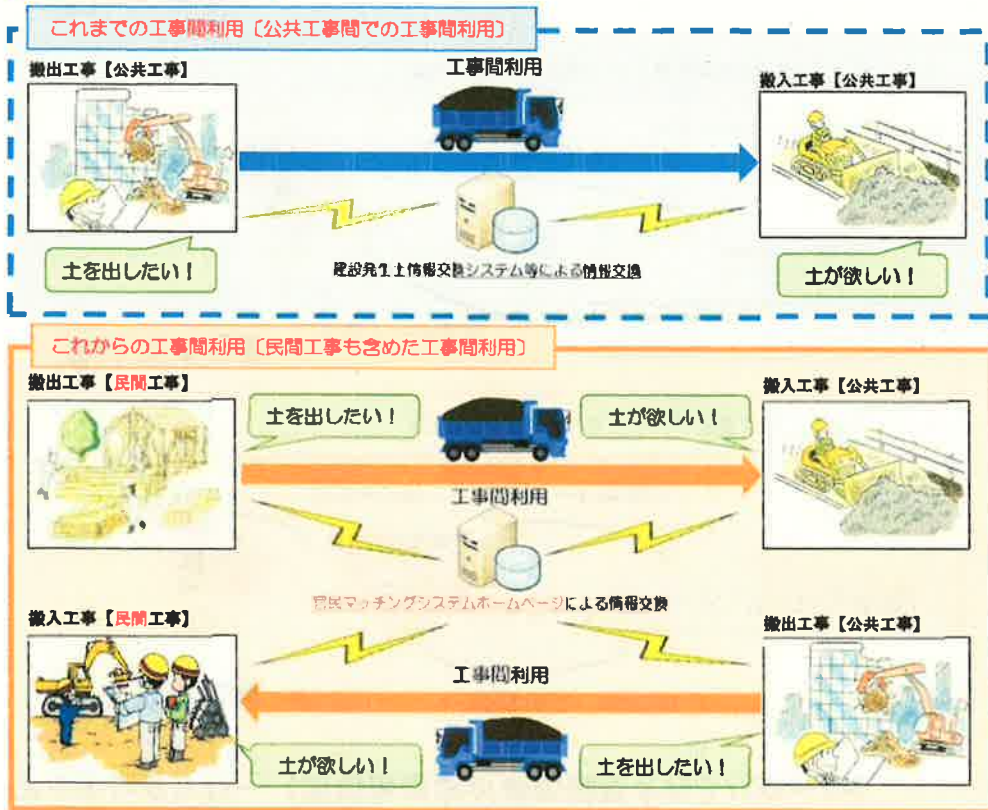 これまでの工事間利用〔公共工事間での工事間利用〕
搬出工事【公共工事】
工事間利用
搬入工事【公共工事】
土を出したい！
建設発生土情報交換システム等による情報交換
土が欲しい！
これからの工事間利用〔民間工事も含めた工事間利用〕
搬出工事【民間工事】
土を出したい！
土が欲しい！
搬入工事【公共工事】
工事間利用
官民マッチングシステムホームページによる情報交換
搬入工事【民間工事】
搬出工事【公共工事】
工事間利用
土が欲しい！
土を出したい！